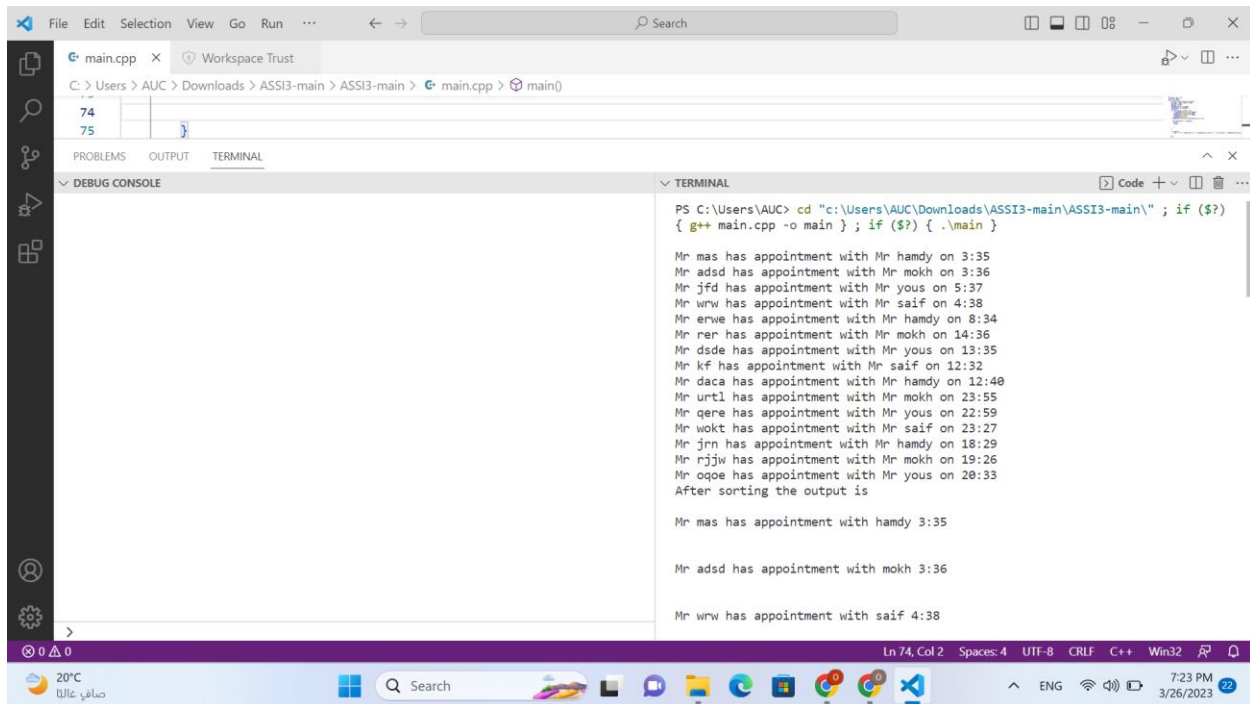 File Edit Selection View Go Run ··· Search
main.cpp Workspace Trust
C: > Users > AUC > Downloads > ASSI3-main > ASSI3-main > main.cpp > main()
74
75 }
PROBLEMS OUTPUT TERMINAL
DEBUG CONSOLE
TERMINAL
Code
PS C:\Users\AUC> cd "c:\Users\AUC\Downloads\ASSI3-main\ASSI3-main\" ; if ($?)
{ g++ main.cpp -o main } ; if ($?) { .\main }
Mr mas has appointment with Mr hamdy on 3:35
Mr adsd has appointment with Mr mokh on 3:36
Mr jfd has appointment with Mr yous on 5:37
Mr wrw has appointment with Mr saif on 4:38
Mr erwe has appointment with Mr hamdy on 8:34
Mr rer has appointment with Mr mokh on 14:36
Mr dsde has appointment with Mr yous on 13:35
Mr kf has appointment with Mr saif on 12:32
Mr daca has appointment with Mr hamdy on 12:40
Mr urtl has appointment with Mr mokh on 23:55
Mr qere has appointment with Mr yous on 22:59
Mr wokt has appointment with Mr saif on 23:27
Mr jrn has appointment with Mr hamdy on 18:29
Mr rjjw has appointment with Mr mokh on 19:26
Mr oqoe has appointment with Mr yous on 20:33
After sorting the output is
Mr mas has appointment with hamdy 3:35
Mr adsd has appointment with mokh 3:36
Mr wrw has appointment with saif 4:38
>
0 0 Ln 74, Col 2 Spaces: 4 UTF-8 CRLF C++ Win32
20°C
صافٍ غالبًا
Search
ENG
7:23 PM
3/26/2023
22